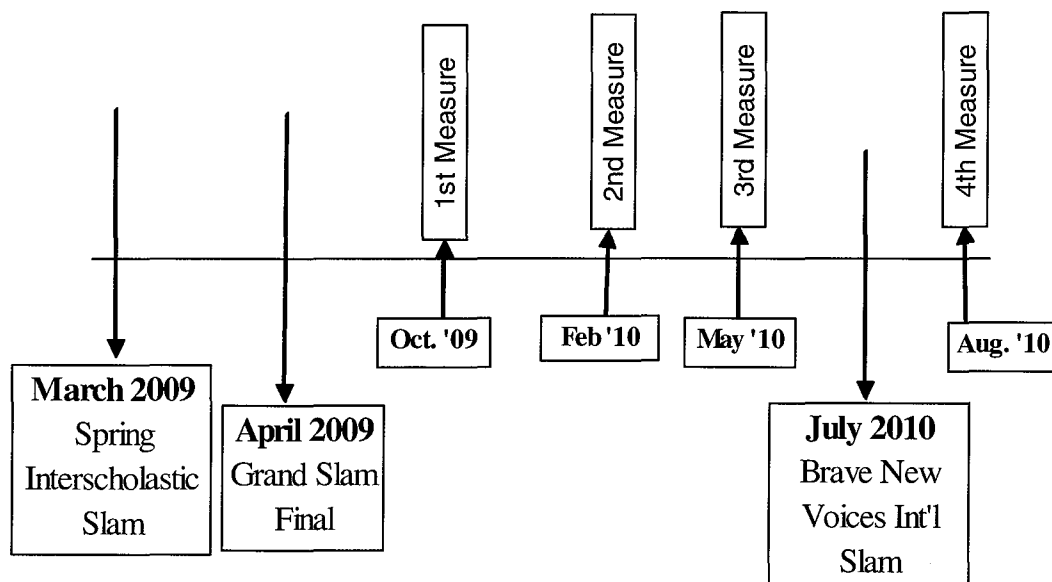 1st Measure
2nd Measure
3rd Measure
4th Measure
Oct. '09
Feb '10
May '10
Aug. '10
March 2009
Spring
Interscholastic
Slam
April 2009
Grand Slam
Final
July 2010
Brave New
Voices Int'l
Slam